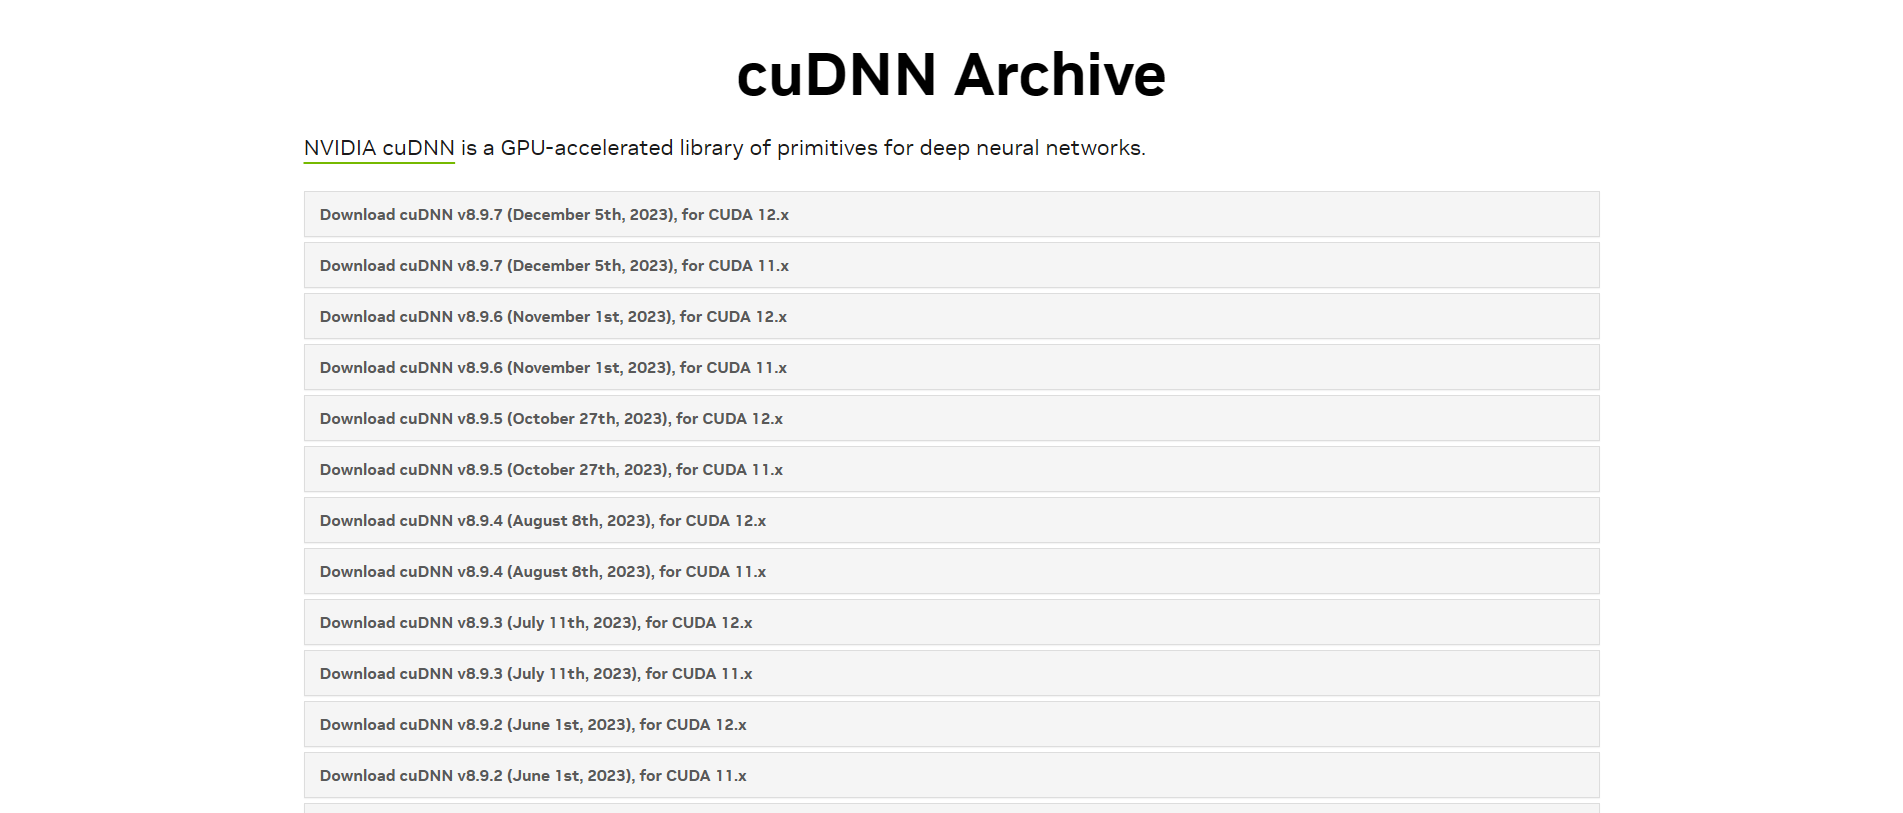 cuDNN Archive
NVIDIA cuDNN is a GPU-accelerated library of primitives for deep neural networks.
Download cuDNN v8.9.7 (December 5th, 2023), for CUDA 12.x
Download cuDNN v8.9.7 (December 5th, 2023), for CUDA 11.x
Download cuDNN v8.9.6 (November 1st, 2023), for CUDA 12.x
Download cuDNN v8.9.6 (November 1st, 2023), for CUDA 11.x
Download cuDNN v8.9.5 (October 27th, 2023), for CUDA 12.x
Download cuDNN v8.9.5 (October 27th, 2023), for CUDA 11.x
Download cuDNN v8.9.4 (August 8th, 2023), for CUDA 12.x
Download cuDNN v8.9.4 (August 8th, 2023), for CUDA 11.x
Download cuDNN v8.9.3 (July 11th, 2023), for CUDA 12.x
Download cuDNN v8.9.3 (July 11th, 2023), for CUDA 11.x
Download cuDNN v8.9.2 (June 1st, 2023), for CUDA 12.x
Download cuDNN v8.9.2 (June 1st, 2023), for CUDA 11.x